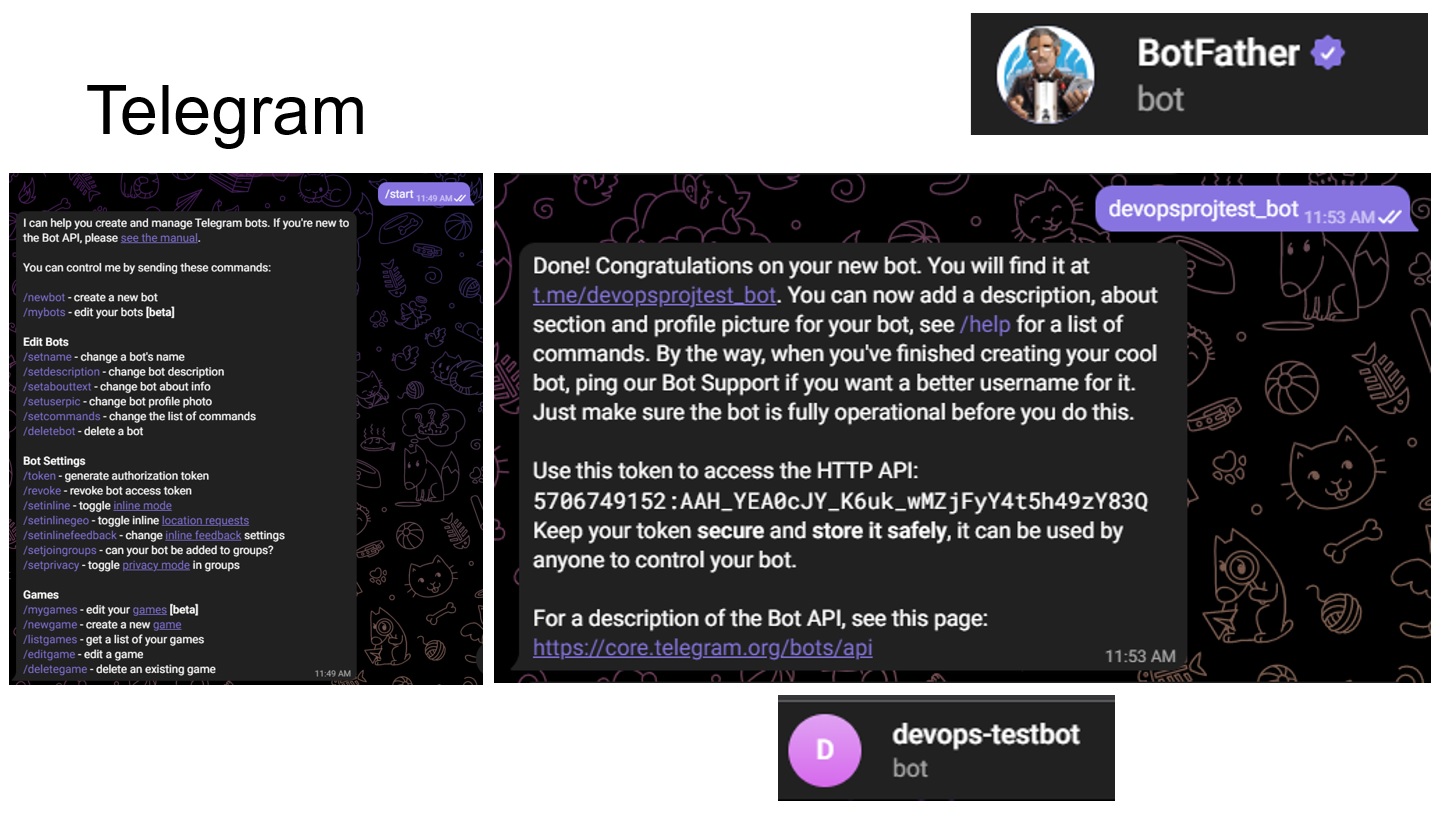 BotFather
bot
Telegram
/start 11:49 AM
I can help you create and manage Telegram bots. If you're new to
the Bot API, please see the manual.
You can control me by sending these commands:
/newbot - create a new bot
/mybots - edit your bots [beta]
Edit Bots
/setname - change a bot's name
/setdescription - change bot description
/setabouttext - change bot about info
/setuserpic - change bot profile photo
/setcommands - change the list of commands
/deletebot - delete a bot
Bot Settings
/token - generate authorization token
/revoke - revoke bot access token
/setinline - toggle inline mode
/setinlinegeo - toggle inline location requests
/setinlinefeedback - change inline feedback settings
/setjoingroups - can your bot be added to groups?
/setprivacy - toggle privacy mode in groups
Games
/mygames - edit your games [beta]
/newgame - create a new game
/listgames - get a list of your games
/editgame - edit a game
/deletegame - delete an existing game
11:49 AM
devopsprojtest_bot 11:53 AM
Done! Congratulations on your new bot. You will find it at
t.me/devopsprojtest_bot. You can now add a description, about
section and profile picture for your bot, see /help for a list of
commands. By the way, when you've finished creating your cool
bot, ping our Bot Support if you want a better username for it.
Just make sure the bot is fully operational before you do this.
Use this token to access the HTTP API:
5706749152:AAH_YEA0cJY_K6uk_wMZjFyY4t5h49zY83Q
Keep your token secure and store it safely, it can be used by
anyone to control your bot.
For a description of the Bot API, see this page:
https://core.telegram.org/bots/api
11:53 AM
D
devops-testbot
bot